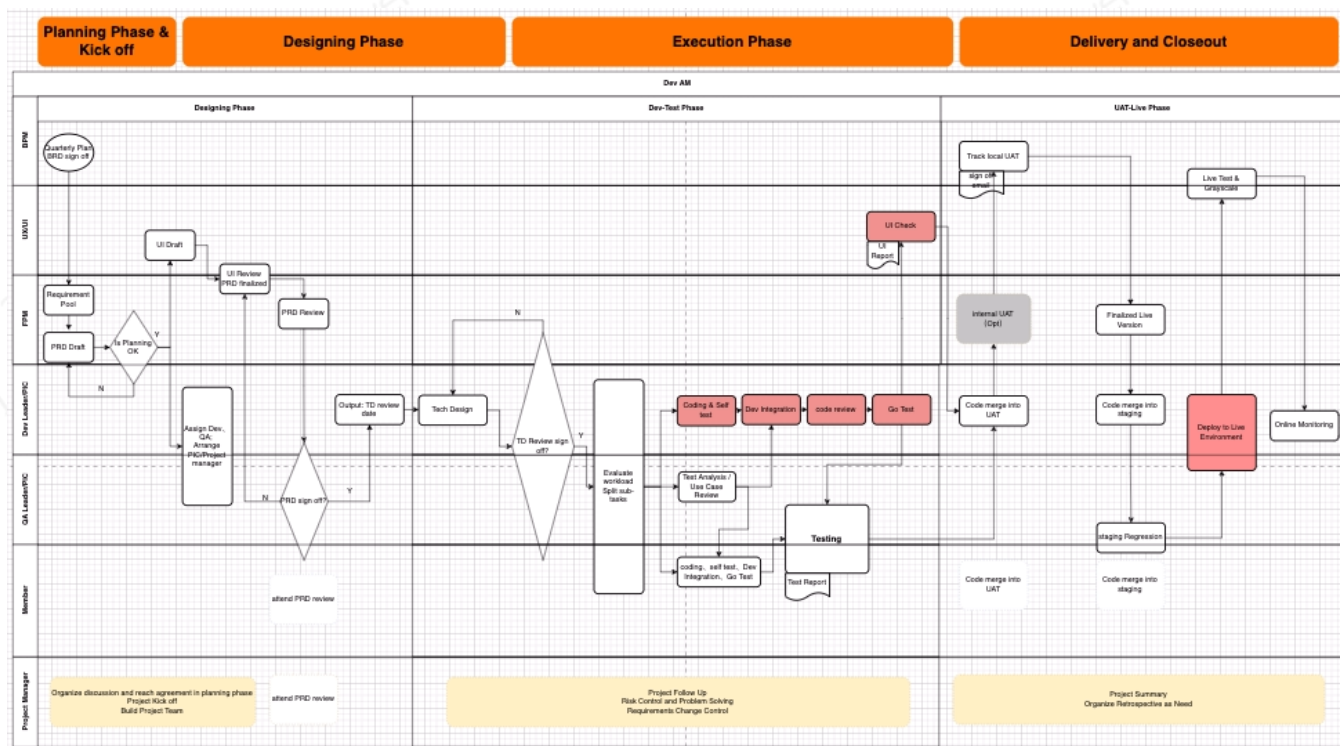 Planning Phase &
Kick off
Designing Phase
Execution Phase
Delivery and Closeout
Dev AM
Designing Phase
Dev-Test Phase
UAT-Live Phase
BPM
Quarterly Plan
BRD sign off
Track local UAT
sign off
email
Live Test &
Grayscale
UX/UI
UI Draft
UI Review
PRD finalized
UI Check
UI
Report
FPM
Requirement
Pool
PRD Review
PRD Draft
Is Planning
OK
Y
N
N
internal UAT
(Opt)
Finalized Live
Version
Dev Leader/PIC
Assign Dev、
QA;
Arrange
PIC/Project
manager
Output: TD review
date
Tech Design
TD Review sign
off?
Y
Coding & Self
test
Dev Integration
code review
Go Test
Code merge into
UAT
Code merge into
staging
Deploy to Live
Environment
Online Monitoring
QA Leader/PIC
N
PRD sign off?
Y
Evaluate
workload
Split sub-
tasks
Test Analysis /
Use Case
Review
Testing
staging Regression
Member
attend PRD review
coding、self test、Dev
Integration、Go Test
Test Report
Code merge into
UAT
Code merge into
staging
Project Manager
Organize discussion and reach agreement in planning phase
Project Kick off
Build Project Team
attend PRD review
Project Follow Up
Risk Control and Problem Solving
Requirements Change Control
Project Summary
Organize Retrospective as Need